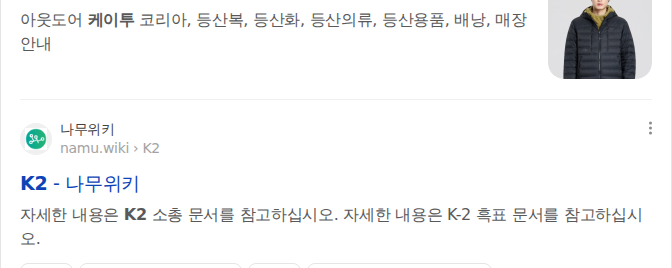 아웃도어 케이투 코리아, 등산복, 등산화, 등산의류, 등산용품, 배낭, 매장
안내
나무위키
namu.wiki › K2
K2 - 나무위키
자세한 내용은 K2 소총 문서를 참고하십시오. 자세한 내용은 K-2 흑표 문서를 참고하십시
오.